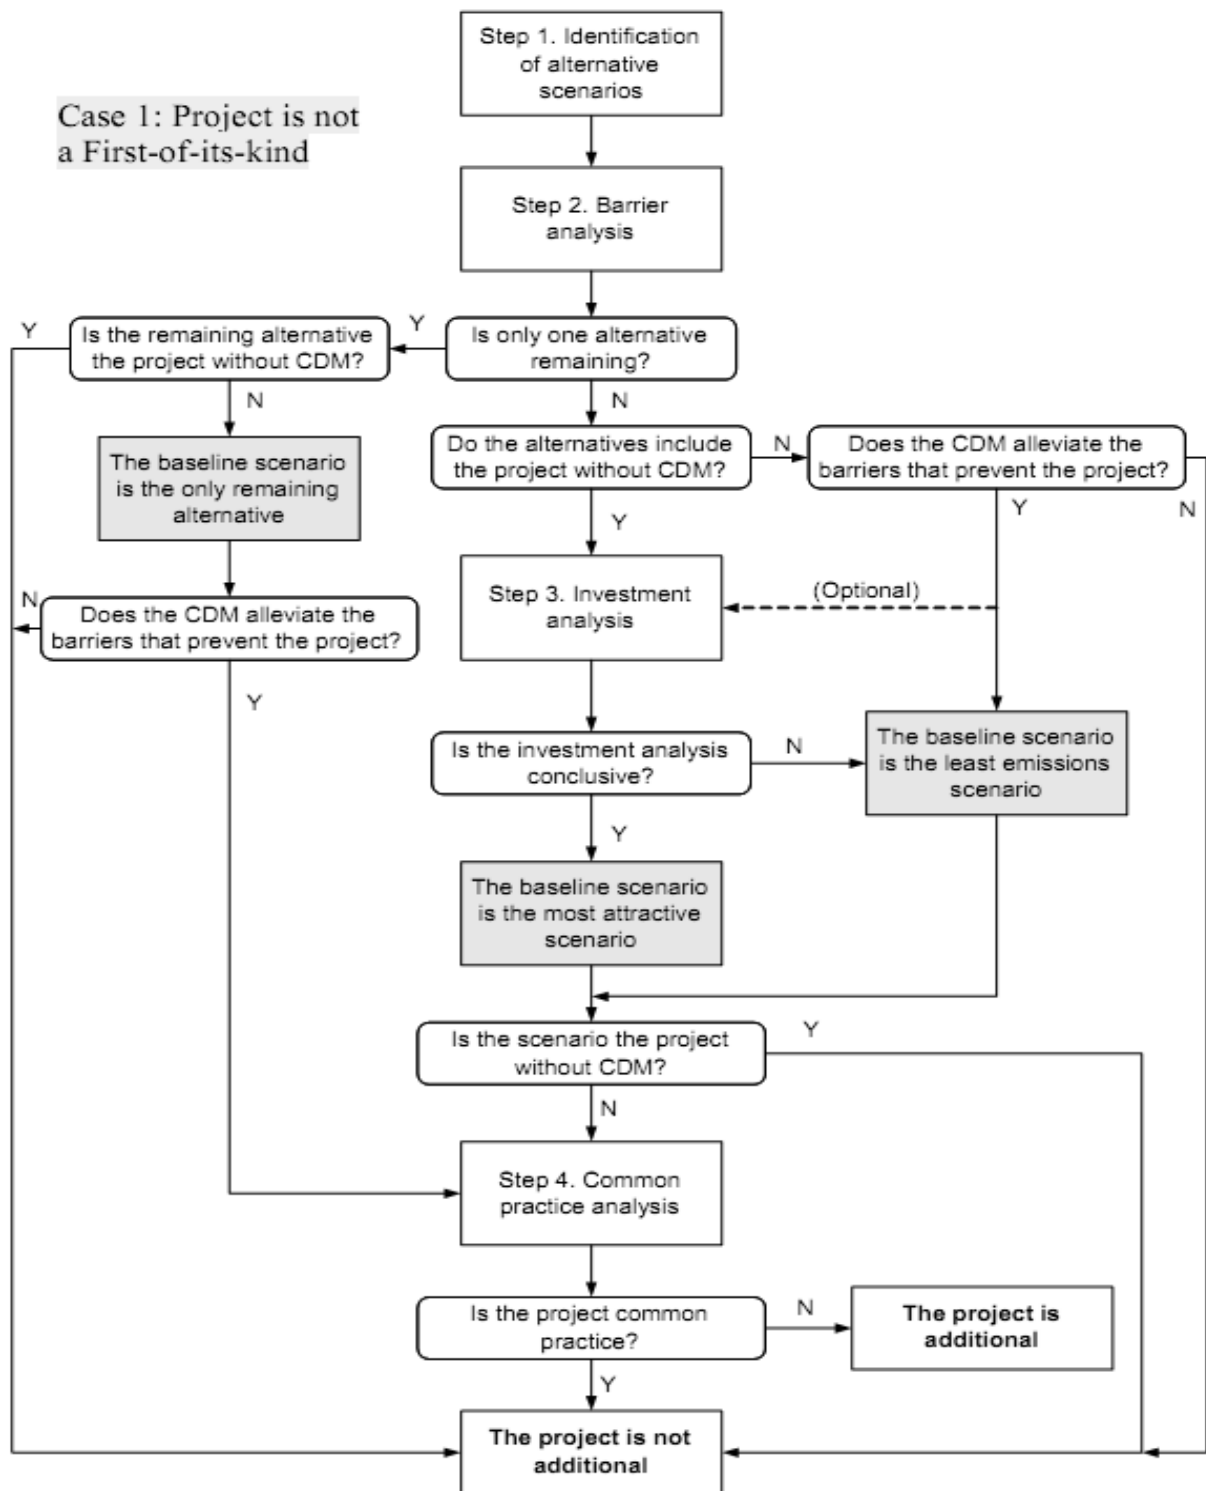 Step 1. Identification
of alternative
scenarios
Case 1: Project is not
a First-of-its-kind
Step 2. Barrier
analysis
Y
Is the remaining alternative
the project without CDM?
Y
Is only one alternative
remaining?
N
N
The baseline scenario
is the only remaining
alternative
Do the alternatives include
the project without CDM?
N
Does the CDM alleviate the
barriers that prevent the project?
Y
Y
N
Step 3. Investment
analysis
(Optional)
N
Does the CDM alleviate the
barriers that prevent the project?
Y
Is the investment analysis
conclusive?
N
The baseline scenario
is the least emissions
scenario
Y
The baseline scenario
is the most attractive
scenario
Is the scenario the project
without CDM?
Y
N
Step 4. Common
practice analysis
Is the project common
practice?
N
The project is
additional
Y
The project is not
additional